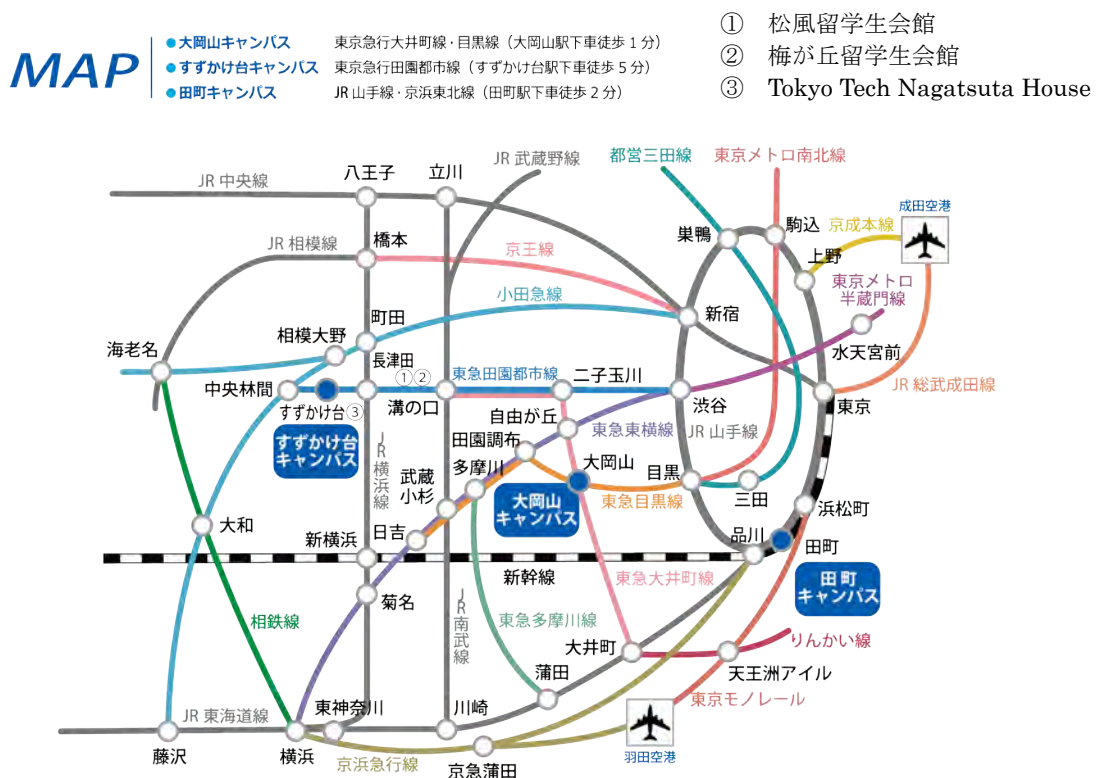 MAP
●大岡山キャンパス 東京急行大井町線・目黒線（大岡山駅下車徒歩1分）
●すずかけ台キャンパス 東京急行田園都市線（すずかけ台駅下車徒歩5分）
●田町キャンパス JR山手線・京浜東北線（田町駅下車徒歩2分）
① 松風留学生会館
② 梅が丘留学生会館
③ Tokyo Tech Nagatsuta House
JR武蔵野線
都営三田線
東京メトロ南北線
JR中央線
八王子
立川
成田空港
京成本線
駒込
巣鴨
橋本
JR相模線
京王線
上野
東京メトロ
半蔵門線
小田急線
新宿
町田
相模大野
海老名
水天宮前
長津田
①②
東急田園都市線
二子玉川
中央林間
JR総武成田線
すずかけ台③
溝の口
渋谷
東京
すずかけ台
キャンパス
自由が丘
東急東横線
JR山手線
田園調布
多摩川
大岡山
目黒
JR横浜線
武蔵
小杉
大岡山
キャンパス
東急目黒線
三田
浜松町
大和
新横浜
日吉
品川
田町
新幹線
東急大井町線
田町
キャンパス
菊名
JR南武線
相鉄線
東急多摩川線
大井町
りんかい線
蒲田
天王洲アイル
東京モノレール
JR東海道線
東神奈川
川崎
藤沢
横浜
京浜急行線
京急蒲田
羽田空港